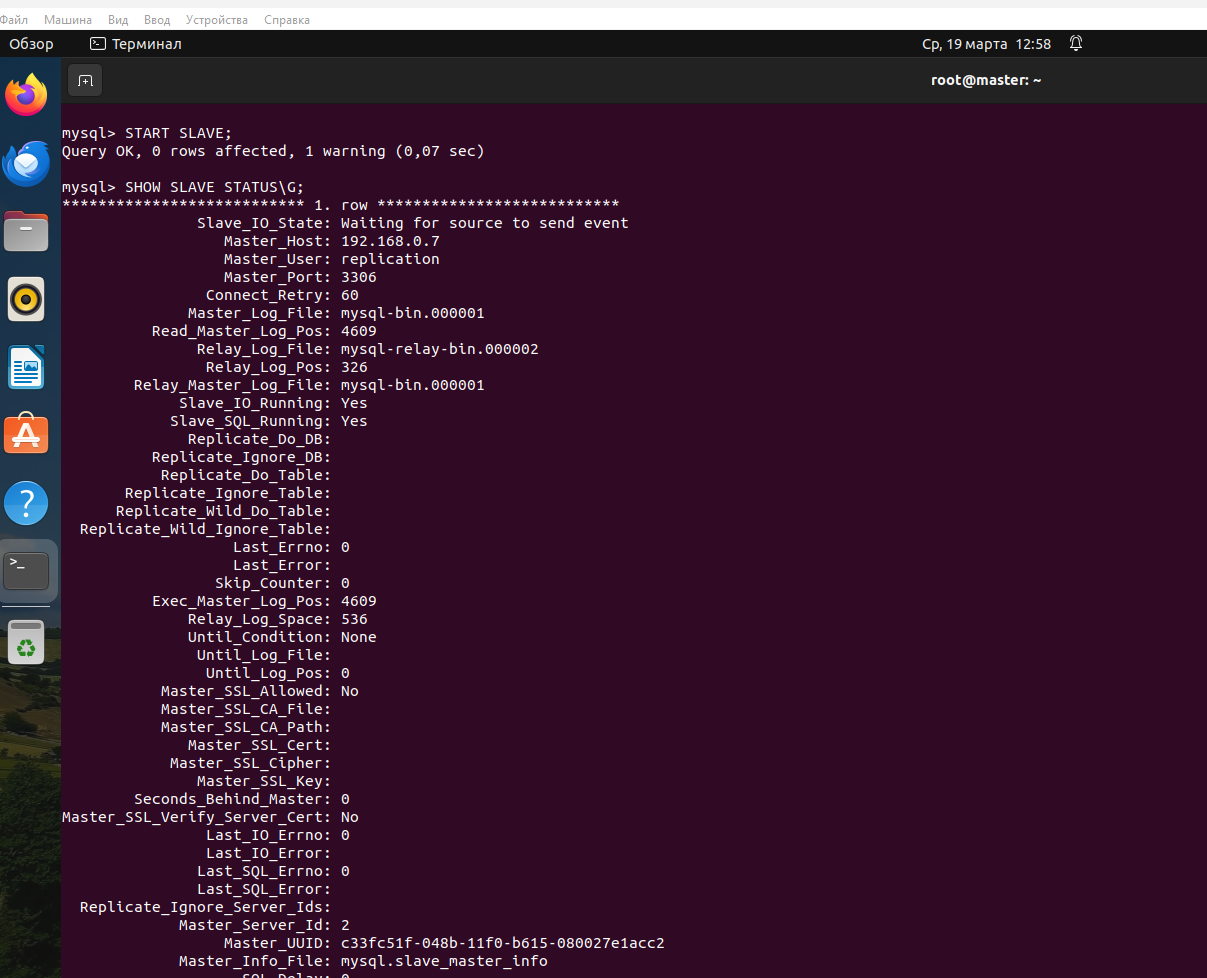 Файл Машина Вид Ввод Устройства Справка
Обзор Терминал Ср, 19 марта 12:58
root@master: ~
mysql> START SLAVE;
Query OK, 0 rows affected, 1 warning (0,07 sec)
mysql> SHOW SLAVE STATUS\G;
*************************** 1. row ***************************
Slave_IO_State: Waiting for source to send event
Master_Host: 192.168.0.7
Master_User: replication
Master_Port: 3306
Connect_Retry: 60
Master_Log_File: mysql-bin.000001
Read_Master_Log_Pos: 4609
Relay_Log_File: mysql-relay-bin.000002
Relay_Log_Pos: 326
Relay_Master_Log_File: mysql-bin.000001
Slave_IO_Running: Yes
Slave_SQL_Running: Yes
Replicate_Do_DB:
Replicate_Ignore_DB:
Replicate_Do_Table:
Replicate_Ignore_Table:
Replicate_Wild_Do_Table:
Replicate_Wild_Ignore_Table:
Last_Errno: 0
Last_Error:
Skip_Counter: 0
Exec_Master_Log_Pos: 4609
Relay_Log_Space: 536
Until_Condition: None
Until_Log_File:
Until_Log_Pos: 0
Master_SSL_Allowed: No
Master_SSL_CA_File:
Master_SSL_CA_Path:
Master_SSL_Cert:
Master_SSL_Cipher:
Master_SSL_Key:
Seconds_Behind_Master: 0
Master_SSL_Verify_Server_Cert: No
Last_IO_Errno: 0
Last_IO_Error:
Last_SQL_Errno: 0
Last_SQL_Error:
Replicate_Ignore_Server_Ids:
Master_Server_Id: 2
Master_UUID: c33fc51f-048b-11f0-b615-080027e1acc2
Master_Info_File: mysql.slave_master_info
SQL_Delay: 0